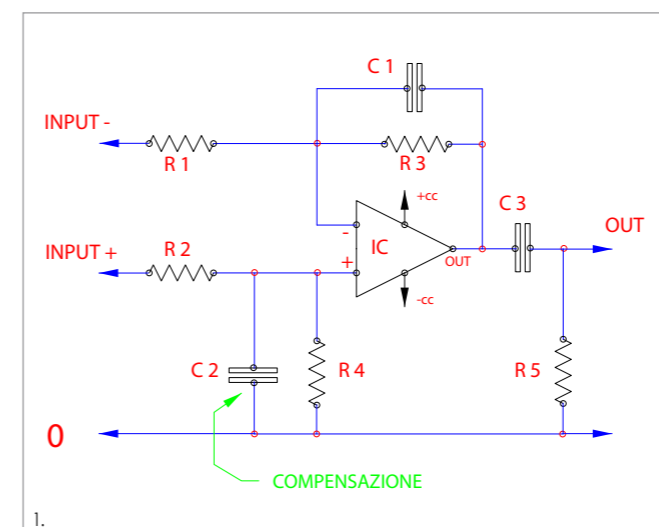 C 1
INPUT -
R 1
R 3
+cc
C 3
OUT
R 2
INPUT +
-
IC
+
OUT
-cc
C 2
R 4
R 5
0
COMPENSAZIONE
1.